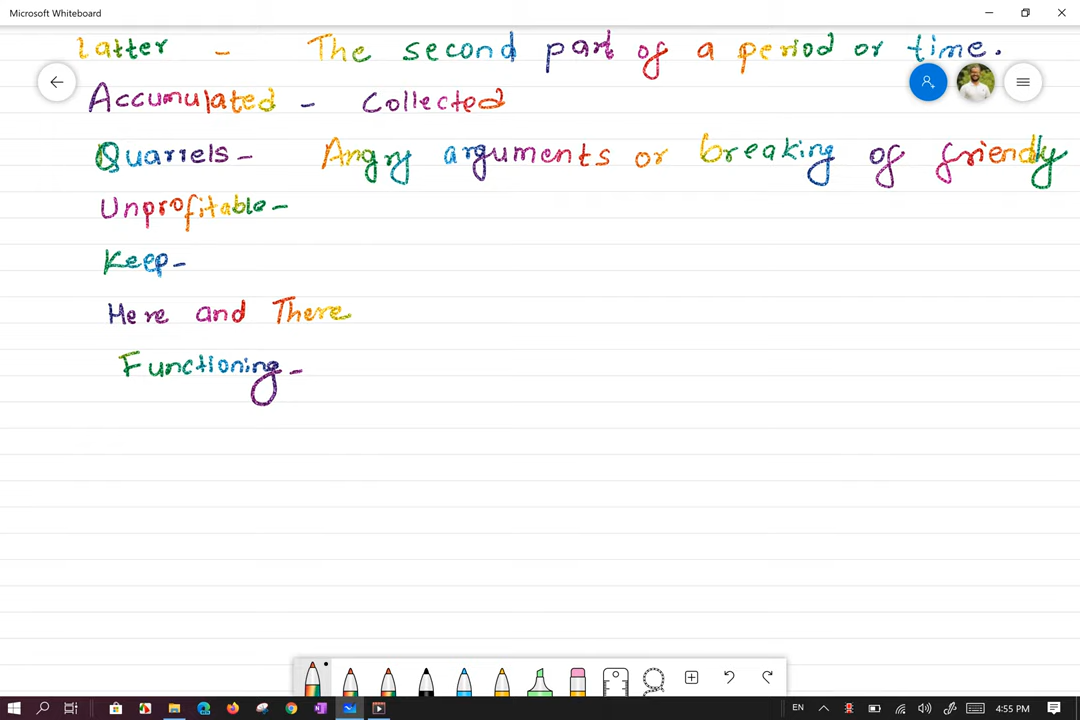 Microsoft Whiteboard
Latter - The second part of a period or time.
Accumulated - Collected
Quarrels - Angry arguments or breaking of friendly
Unprofitable -
Keep -
Here and There
Functioning -
EN 4:55 PM